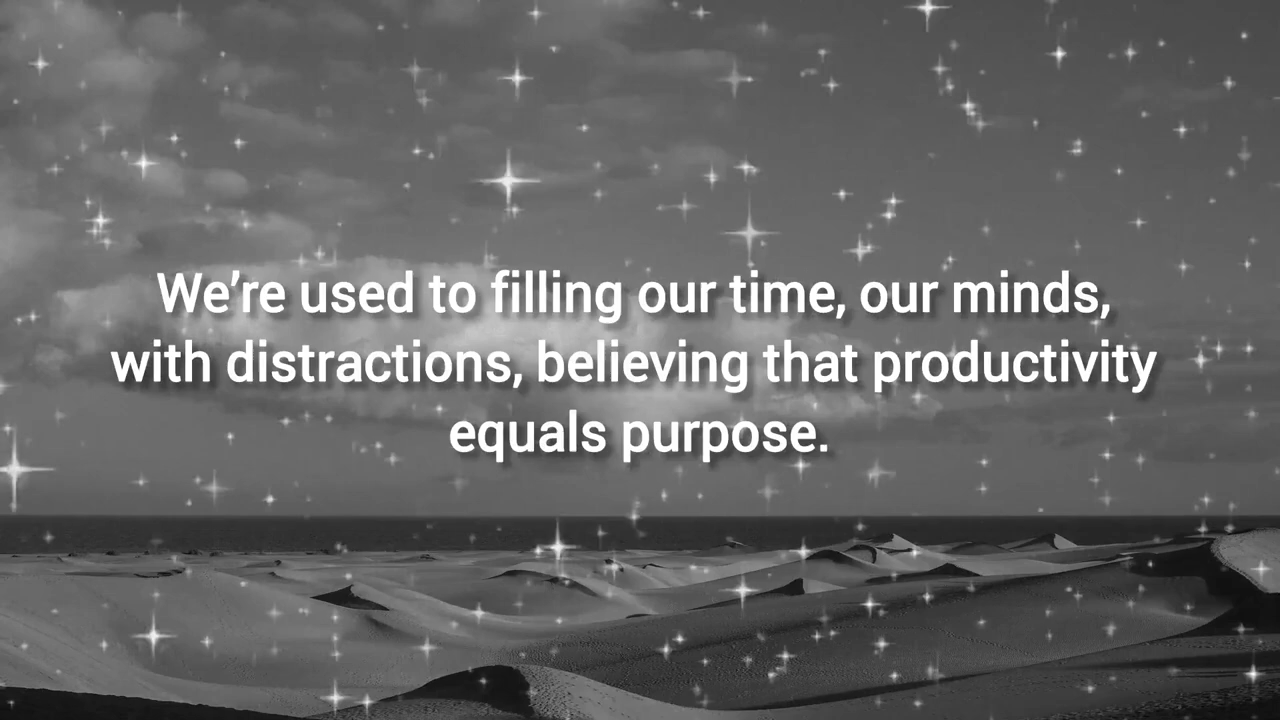 We’re used to filling our time, our minds,
with distractions, believing that productivity
equals purpose.